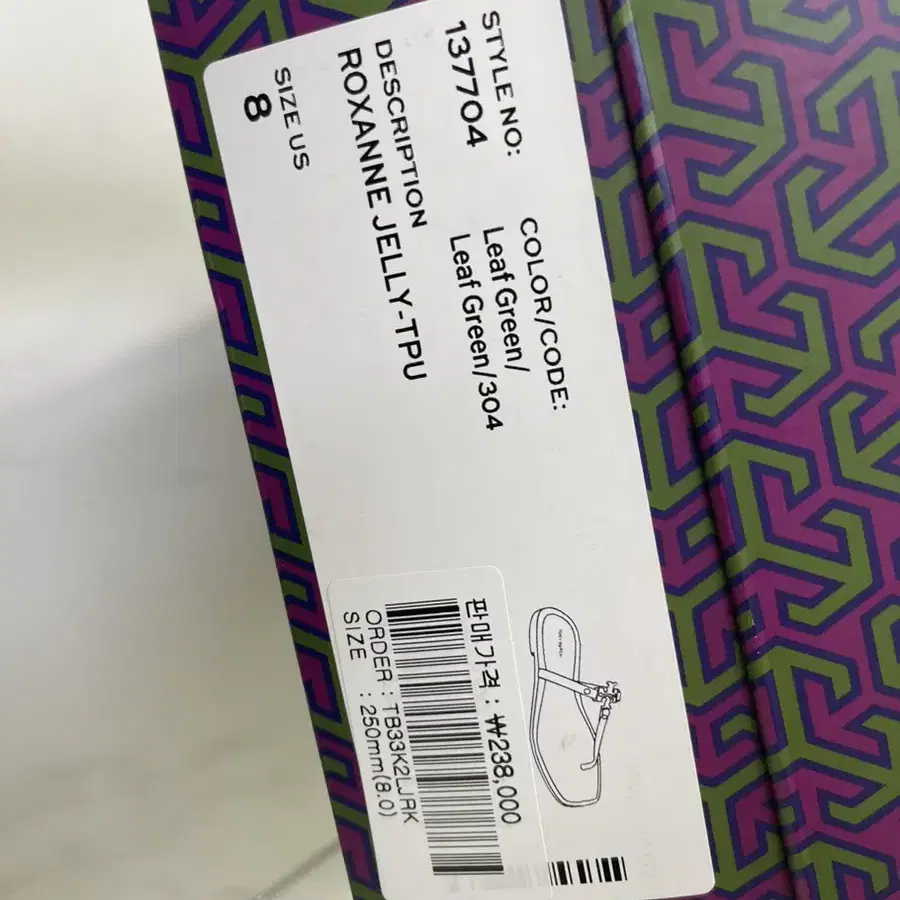 STYLE NO:
137704
COLOR/CODE:
Leaf Green/
Leaf Green/304
DESCRIPTION
ROXANNE JELLY-TPU
SIZE US
8
판매가격 : ₩238,000
ORDER : TB33K2LJRK
SIZE : 250mm(8.0)